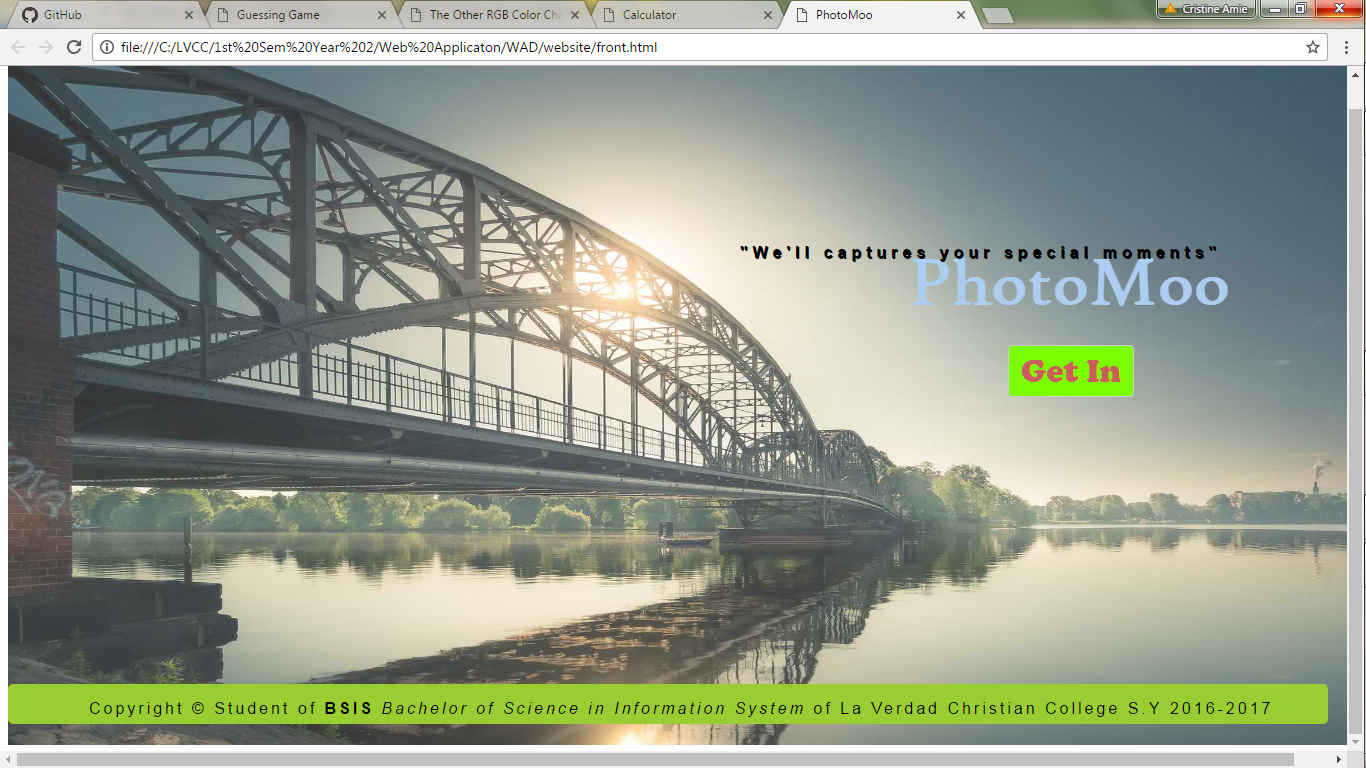 GitHub
Guessing Game
The Other RGB Color Cha
Calculator
PhotoMoo
Cristine Amie
file:///C:/LVCC/1st%20Sem%20Year%202/Web%20Applicaton/WAD/website/front.html
"We'll captures your special moments"
PhotoMoo
Get In
Copyright © Student of BSIS Bachelor of Science in Information System of La Verdad Christian College S.Y 2016-2017